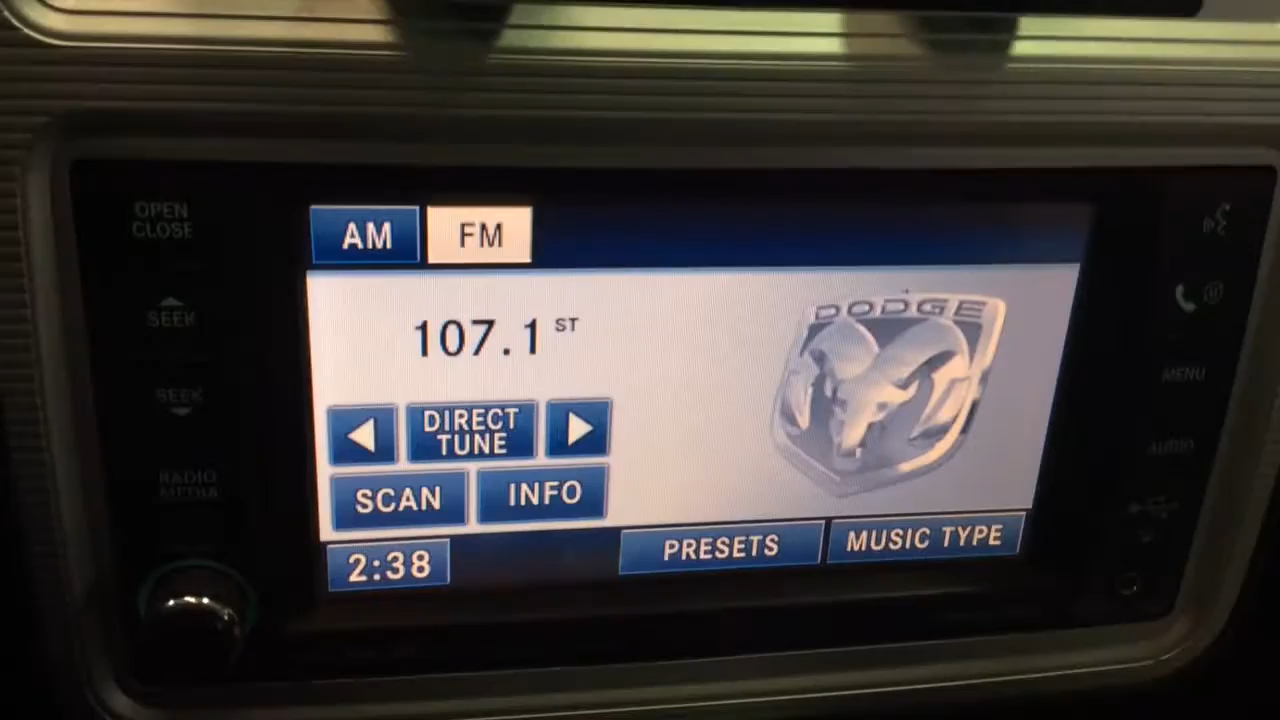 OPEN
CLOSE
SEEK
SEEK
RADIO
MEDIA
AM
FM
107.1 ST
DODGE
DIRECT
TUNE
SCAN
INFO
2:38
PRESETS
MUSIC TYPE
MENU
AUDIO